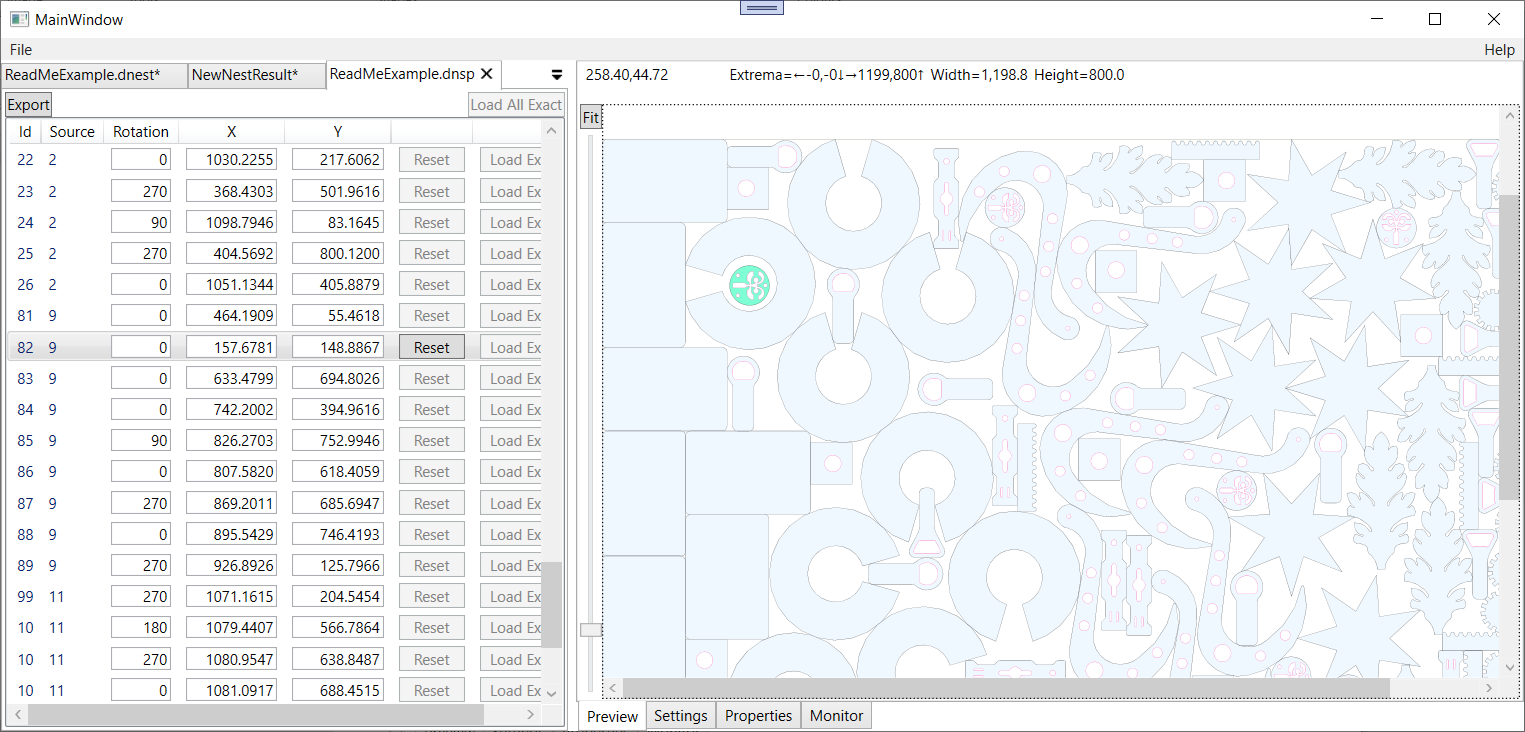 MainWindow
File Help
ReadMeExample.dnest* NewNestResult* ReadMeExample.dnsp
258.40,44.72 Extrema=←-0,-0↓→1199,800↑ Width=1,198.8 Height=800.0
Export Load All Exact
Fit
Id Source Rotation X Y
22 2 0 1030.2255 217.6062 Reset Load Ex
23 2 270 368.4303 501.9616 Reset Load Ex
24 2 90 1098.7946 83.1645 Reset Load Ex
25 2 270 404.5692 800.1200 Reset Load Ex
26 2 0 1051.1344 405.8879 Reset Load Ex
81 9 0 464.1909 55.4618 Reset Load Ex
82 9 0 157.6781 148.8867 Reset Load Ex
83 9 0 633.4799 694.8026 Reset Load Ex
84 9 0 742.2002 394.9616 Reset Load Ex
85 9 90 826.2703 752.9946 Reset Load Ex
86 9 0 807.5820 618.4059 Reset Load Ex
87 9 270 869.2011 685.6947 Reset Load Ex
88 9 0 895.5429 746.4193 Reset Load Ex
89 9 270 926.8926 125.7966 Reset Load Ex
99 11 270 1071.1615 204.5454 Reset Load Ex
10 11 180 1079.4407 566.7864 Reset Load Ex
10 11 270 1080.9547 638.8487 Reset Load Ex
10 11 0 1081.0917 688.4515 Reset Load Ex
Preview Settings Properties Monitor